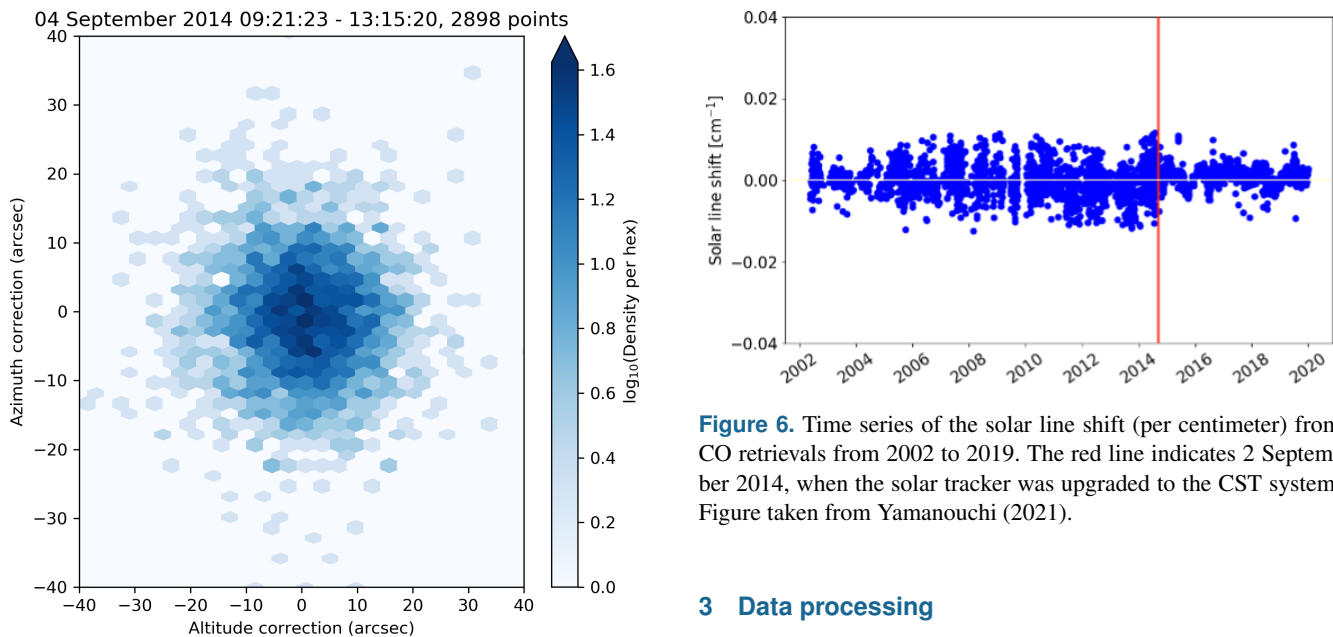 04 September 2014 09:21:23 - 13:15:20, 2898 points
40
30
20
10
0
−10
−20
−30
−40
Azimuth correction (arcsec)
−40 −30 −20 −10 0 10 20 30 40
Altitude correction (arcsec)
1.6
1.4
1.2
1.0
0.8
0.6
0.4
0.2
0.0
log10(Density per hex)
0.04
0.02
0.00
−0.02
−0.04
Solar line shift [cm⁻¹]
2002 2004 2006 2008 2010 2012 2014 2016 2018 2020
Figure 6. Time series of the solar line shift (per centimeter) from
CO retrievals from 2002 to 2019. The red line indicates 2 Septem-
ber 2014, when the solar tracker was upgraded to the CST system
Figure taken from Yamanouchi (2021).
3 Data processing